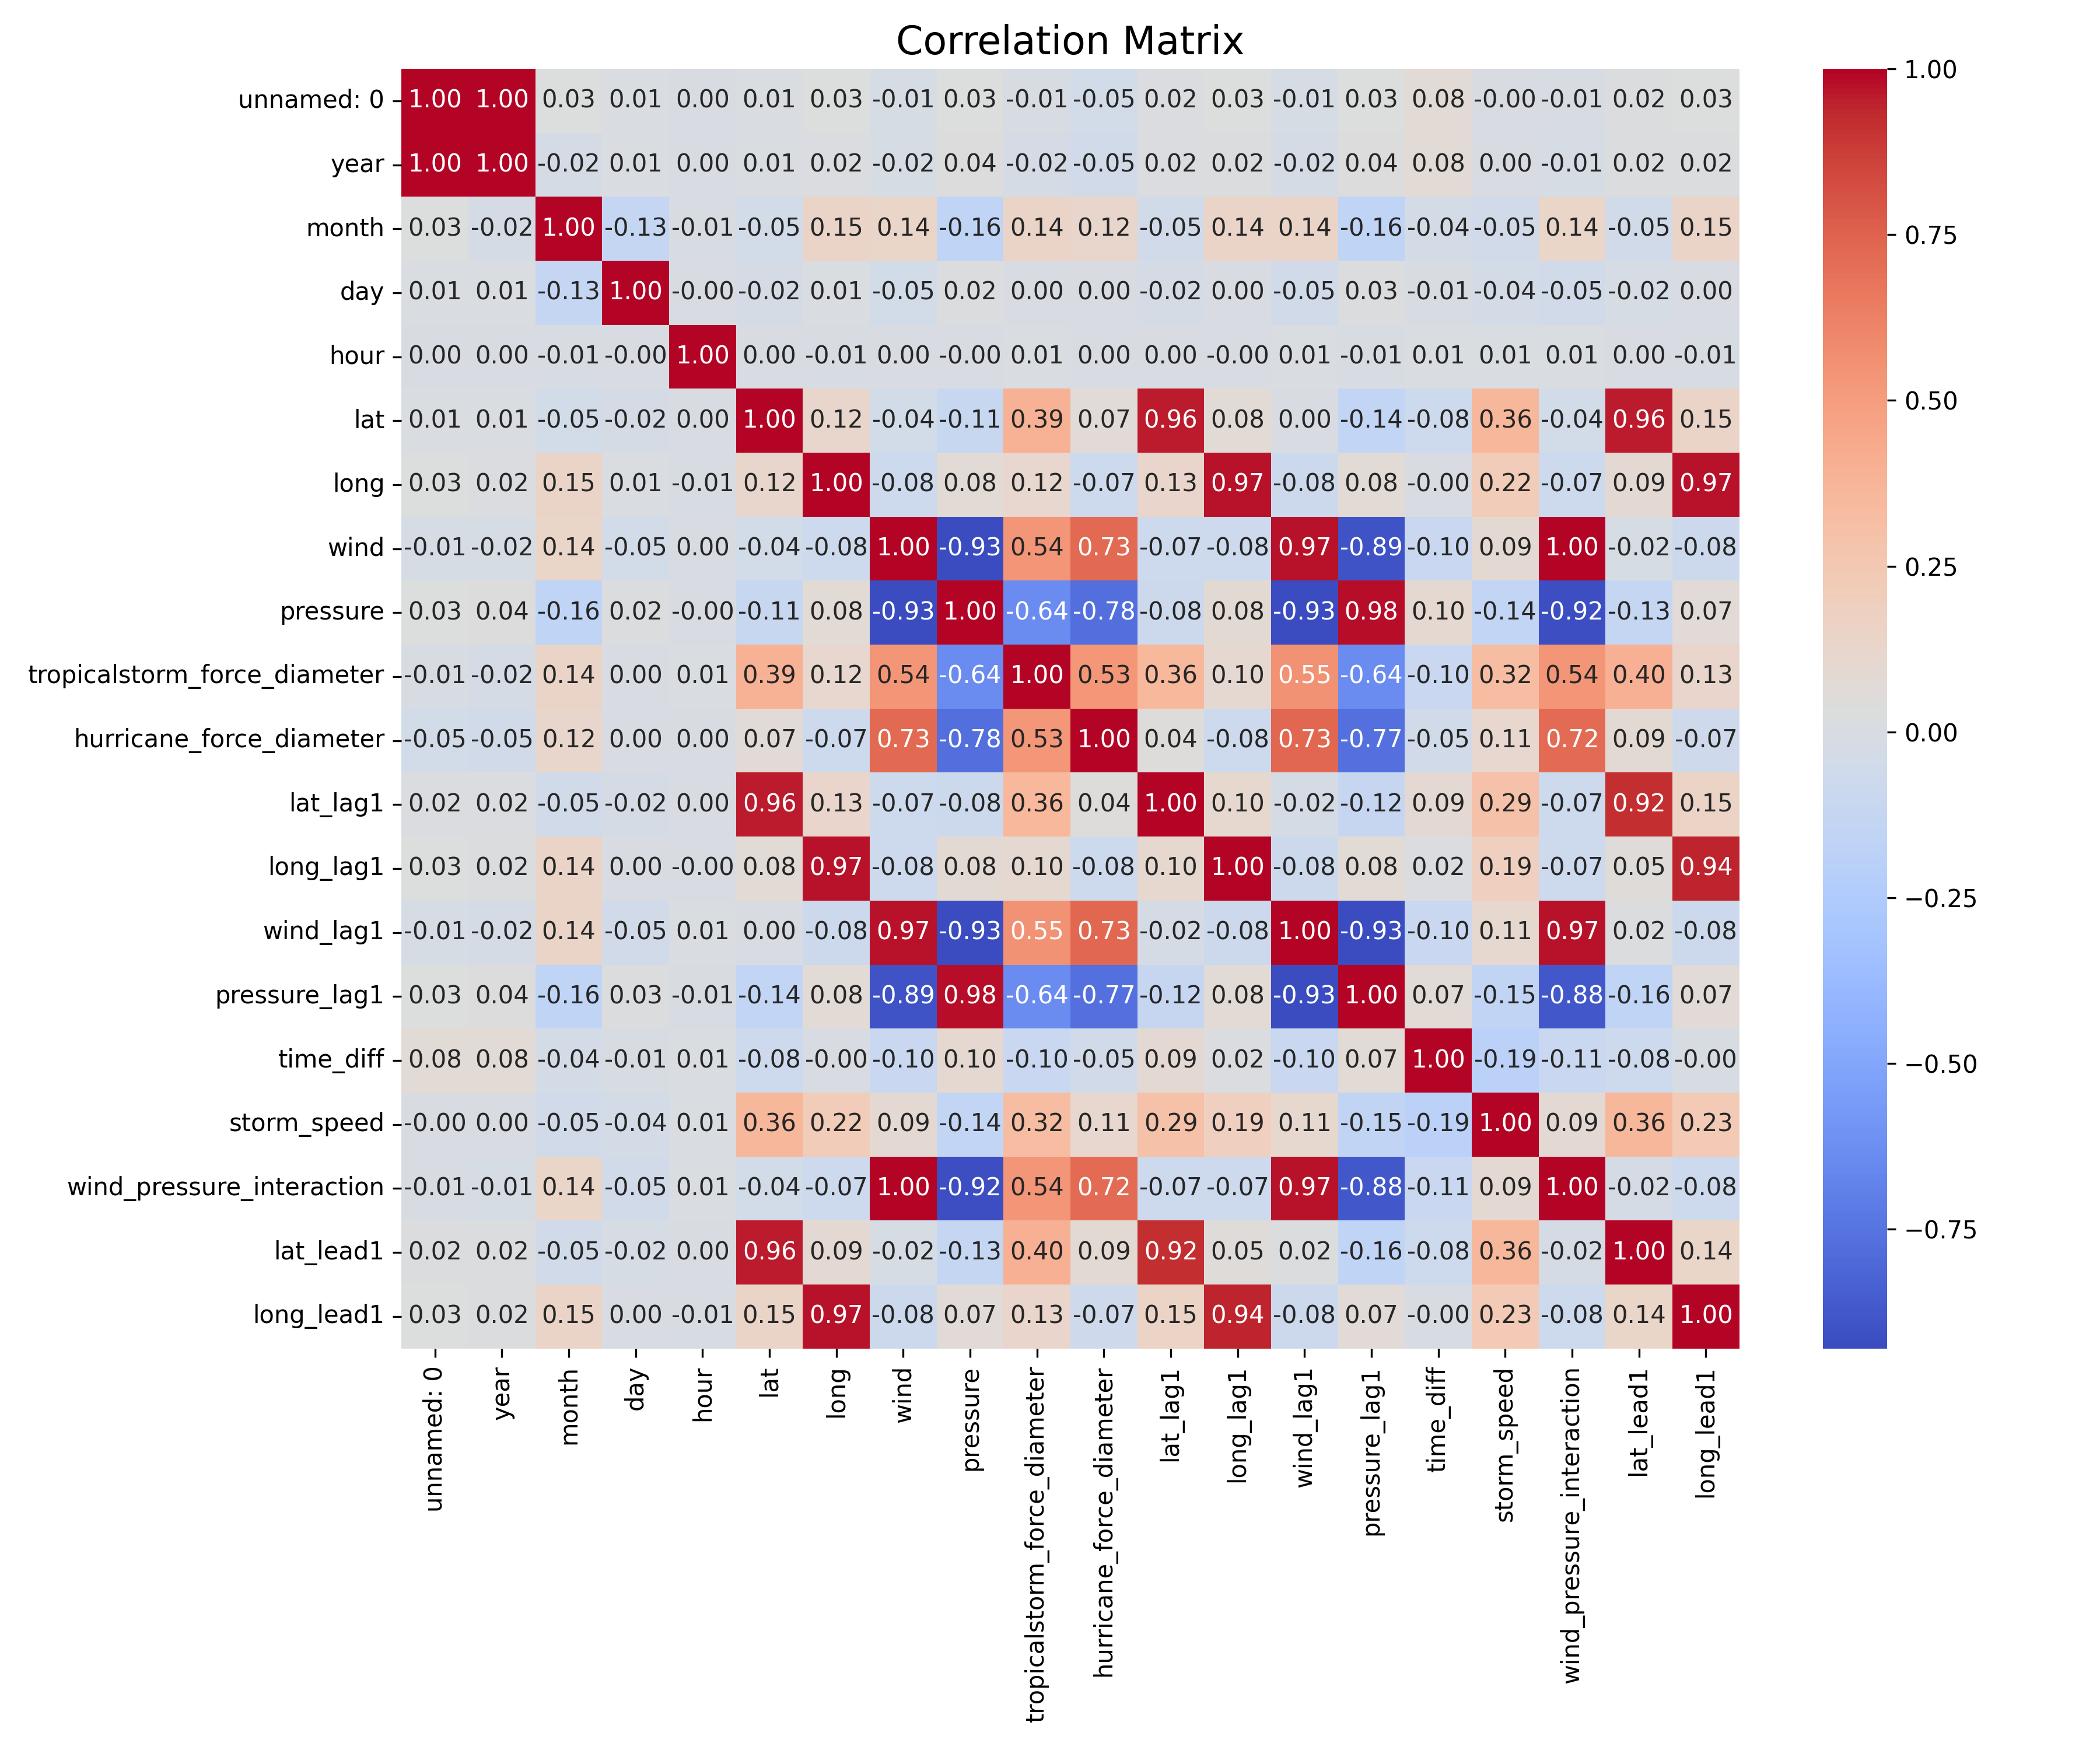 Correlation Matrix
unnamed: 0 1.00 1.00 0.03 0.01 0.00 0.01 0.03 -0.01 0.03 -0.01 -0.05 0.02 0.03 -0.01 0.03 0.08 -0.00 -0.01 0.02 0.03
year 1.00 1.00 -0.02 0.01 0.00 0.01 0.02 -0.02 0.04 -0.02 -0.05 0.02 0.02 -0.02 0.04 0.08 0.00 -0.01 0.02 0.02
month 0.03 -0.02 1.00 -0.13 -0.01 -0.05 0.15 0.14 -0.16 0.14 0.12 -0.05 0.14 0.14 -0.16 -0.04 -0.05 0.14 -0.05 0.15
day 0.01 0.01 -0.13 1.00 -0.00 -0.02 0.01 -0.05 0.02 0.00 0.00 -0.02 0.00 -0.05 0.03 -0.01 -0.04 -0.05 -0.02 0.00
hour 0.00 0.00 -0.01 -0.00 1.00 0.00 -0.01 0.00 -0.00 0.01 0.00 0.00 -0.00 0.01 -0.01 0.01 0.01 0.01 0.00 -0.01
lat 0.01 0.01 -0.05 -0.02 0.00 1.00 0.12 -0.04 -0.11 0.39 0.07 0.96 0.08 0.00 -0.14 -0.08 0.36 -0.04 0.96 0.15
long 0.03 0.02 0.15 0.01 -0.01 0.12 1.00 -0.08 0.08 0.12 -0.07 0.13 0.97 -0.08 0.08 -0.00 0.22 -0.07 0.09 0.97
wind -0.01 -0.02 0.14 -0.05 0.00 -0.04 -0.08 1.00 -0.93 0.54 0.73 -0.07 -0.08 0.97 -0.89 -0.10 0.09 1.00 -0.02 -0.08
pressure 0.03 0.04 -0.16 0.02 -0.00 -0.11 0.08 -0.93 1.00 -0.64 -0.78 -0.08 0.08 -0.93 0.98 0.10 -0.14 -0.92 -0.13 0.07
tropicalstorm_force_diameter -0.01 -0.02 0.14 0.00 0.01 0.39 0.12 0.54 -0.64 1.00 0.53 0.36 0.10 0.55 -0.64 -0.10 0.32 0.54 0.40 0.13
hurricane_force_diameter -0.05 -0.05 0.12 0.00 0.00 0.07 -0.07 0.73 -0.78 0.53 1.00 0.04 -0.08 0.73 -0.77 -0.05 0.11 0.72 0.09 -0.07
lat_lag1 0.02 0.02 -0.05 -0.02 0.00 0.96 0.13 -0.07 -0.08 0.36 0.04 1.00 0.10 -0.02 -0.12 0.09 0.29 -0.07 0.92 0.15
long_lag1 0.03 0.02 0.14 0.00 -0.00 0.08 0.97 -0.08 0.08 0.10 -0.08 0.10 1.00 -0.08 0.08 0.02 0.19 -0.07 0.05 0.94
wind_lag1 -0.01 -0.02 0.14 -0.05 0.01 0.00 -0.08 0.97 -0.93 0.55 0.73 -0.02 -0.08 1.00 -0.93 -0.10 0.11 0.97 0.02 -0.08
pressure_lag1 0.03 0.04 -0.16 0.03 -0.01 -0.14 0.08 -0.89 0.98 -0.64 -0.77 -0.12 0.08 -0.93 1.00 0.07 -0.15 -0.88 -0.16 0.07
time_diff 0.08 0.08 -0.04 -0.01 0.01 -0.08 -0.00 -0.10 0.10 -0.10 -0.05 0.09 0.02 -0.10 0.07 1.00 -0.19 -0.11 -0.08 -0.00
storm_speed -0.00 0.00 -0.05 -0.04 0.01 0.36 0.22 0.09 -0.14 0.32 0.11 0.29 0.19 0.11 -0.15 -0.19 1.00 0.09 0.36 0.23
wind_pressure_interaction -0.01 -0.01 0.14 -0.05 0.01 -0.04 -0.07 1.00 -0.92 0.54 0.72 -0.07 -0.07 0.97 -0.88 -0.11 0.09 1.00 -0.02 -0.08
lat_lead1 0.02 0.02 -0.05 -0.02 0.00 0.96 0.09 -0.02 -0.13 0.40 0.09 0.92 0.05 0.02 -0.16 -0.08 0.36 -0.02 1.00 0.14
long_lead1 0.03 0.02 0.15 0.00 -0.01 0.15 0.97 -0.08 0.07 0.13 -0.07 0.15 0.94 -0.08 0.07 -0.00 0.23 -0.08 0.14 1.00
unnamed: 0
year
month
day
hour
lat
long
wind
pressure
tropicalstorm_force_diameter
hurricane_force_diameter
lat_lag1
long_lag1
wind_lag1
pressure_lag1
time_diff
storm_speed
wind_pressure_interaction
lat_lead1
long_lead1
1.00
0.75
0.50
0.25
0.00
−0.25
−0.50
−0.75